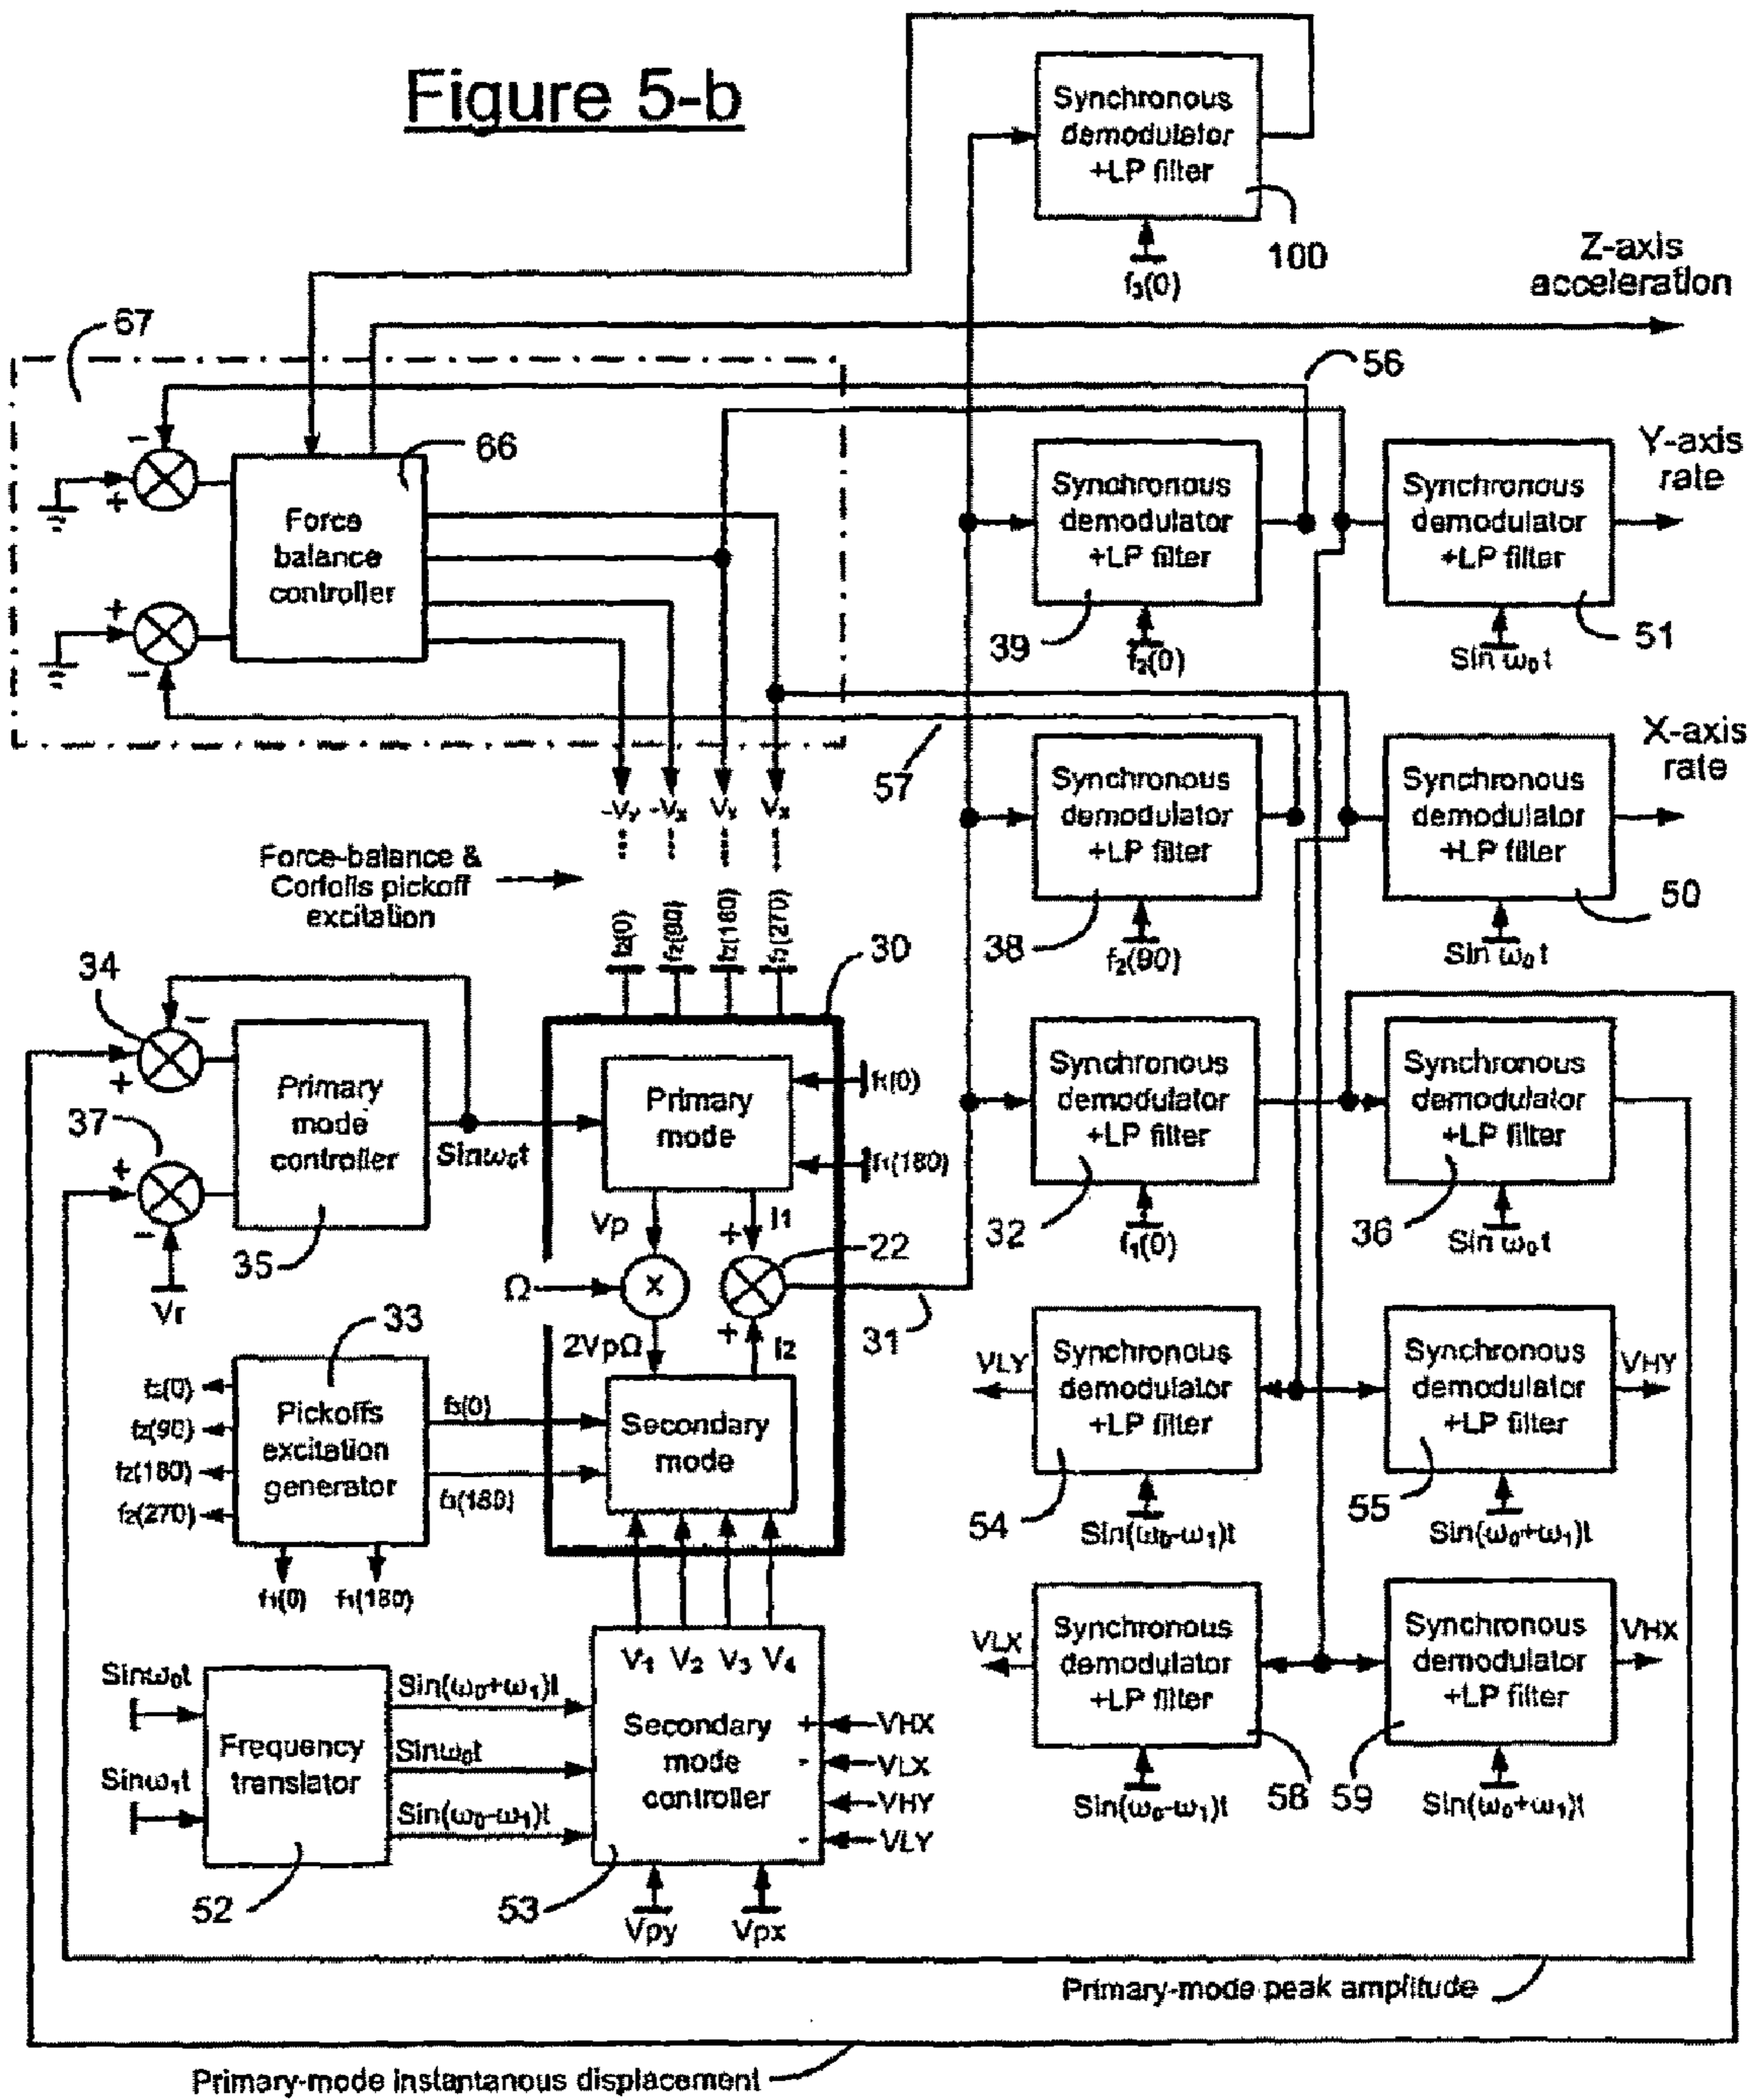 Figure 5-b
Synchronous
demodulator
+LP filter
100
f₃(0)
Z-axis
acceleration
67
56
66
Force
balance
controller
-
+
+
-
Synchronous
demodulator
+LP filter
39
f₂(0)
Synchronous
demodulator
+LP filter
51
Sin ω₀t
Y-axis
rate
57
Synchronous
demodulator
+LP filter
38
f₂(90)
Synchronous
demodulator
+LP filter
50
Sin ω₀t
X-axis
rate
-Vx
Vx
Force-balance &
Coriolis pickoff
excitation
f₂(0)
f₂(90)
f₂(180)
30
34
-
+
Primary
mode
controller
35
37
+
-
Vr
Sinω₀t
Primary
mode
f₁(0)
f₁(180)
Vp
I1
+
22
Ω
X
2VpΩ
+
I2
31
Secondary
mode
Synchronous
demodulator
+LP filter
32
f₁(0)
Synchronous
demodulator
+LP filter
36
Sin ω₀t
33
Pickoffs
excitation
generator
f₂(90)
f₂(180)
f₂(270)
f₁(0)
f₁(180)
f₃(0)
f₃(180)
VLY
Synchronous
demodulator
+LP filter
54
Sin(ω₀-ω₁)t
Synchronous
demodulator
+LP filter
VHY
55
Sin(ω₀+ω₁)t
VLX
Synchronous
demodulator
+LP filter
58
Sin(ω₀-ω₁)t
Synchronous
demodulator
+LP filter
VHX
59
Sin(ω₀+ω₁)t
Sinω₀t
Sinω₁t
Frequency
translator
52
Sin(ω₀+ω₁)t
Sinω₀t
Sin(ω₀-ω₁)t
V₁ V₂ V₃ V₄
Secondary
mode
controller
53
+ VHX
- VLX
VHY
- VLY
Vpy
Vpx
Primary-mode peak amplitude
Primary-mode instantanous displacement